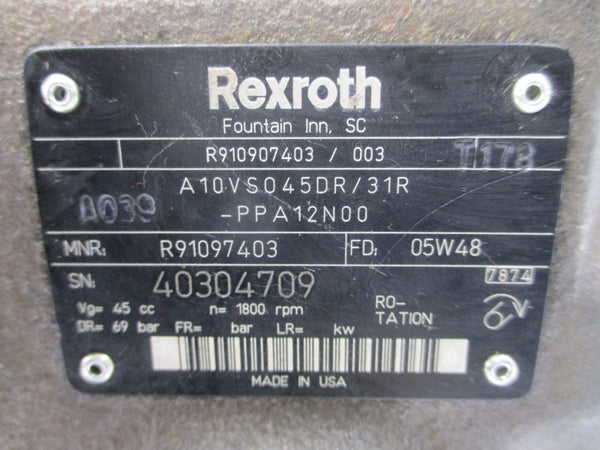 Rexroth
Fountain Inn, SC
R910907403 / 003
T178
A10VSO45DR/31R
A039
-PPA12N00
MNR: R91097403 FD: 05W48
SN: 40304709 7874
Vg= 45 cc n= 1800 rpm
RO-
TATION
DR= 69 bar FR= bar LR= kw
MADE IN USA